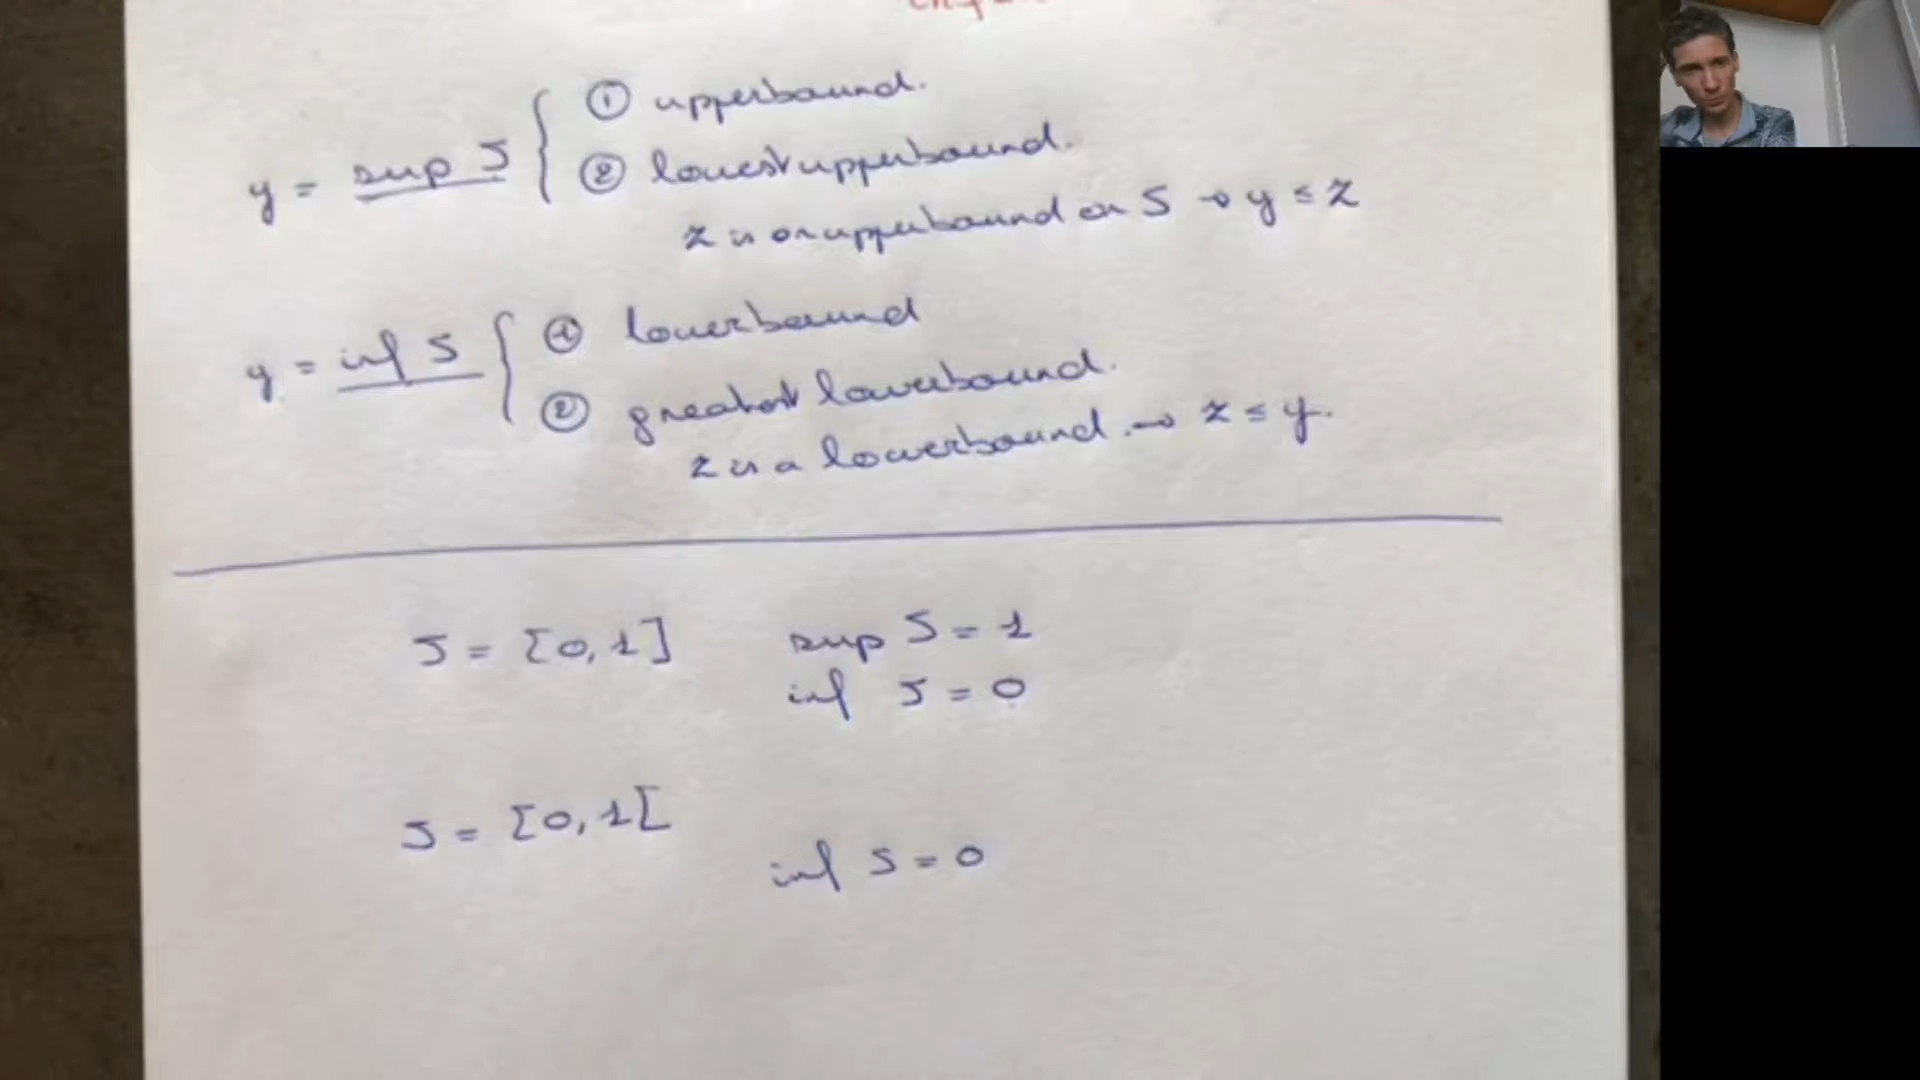 y = sup S { ① upperbound.
② lowest upperbound.
z is an upperbound on S → y ≤ z
y = inf S { ① lowerbound
② greatest lowerbound.
z is a lowerbound. → z ≤ y.
S = [0,1] sup S = 1
inf S = 0
S = [0,1[
inf S = 0